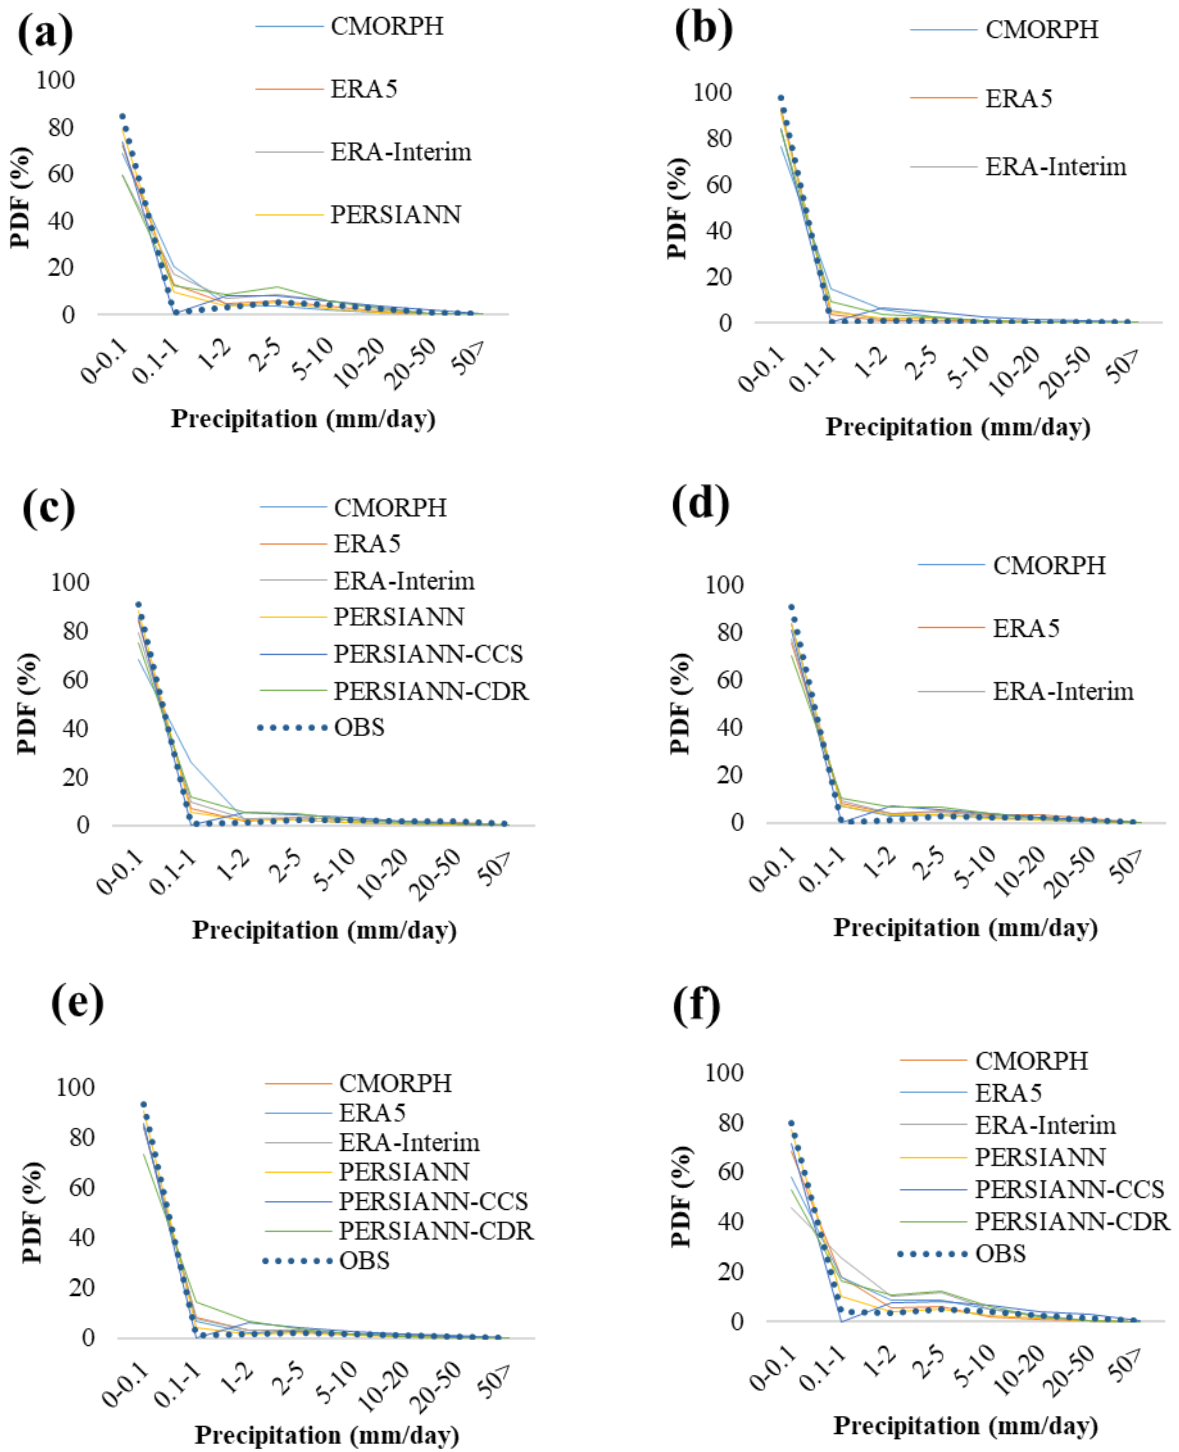 (a)
CMORPH
ERA5
ERA-Interim
PERSIANN
100
80
60
40
20
0
PDF (%)
0-0.1
0.1-1
1-2
2-5
5-10
10-20
20-50
50>
Precipitation (mm/day)
(b)
CMORPH
ERA5
ERA-Interim
100
80
60
40
20
0
PDF (%)
0-0.1
0.1-1
1-2
2-5
5-10
10-20
20-50
50>
Precipitation (mm/day)
(c)
CMORPH
ERA5
ERA-Interim
PERSIANN
PERSIANN-CCS
PERSIANN-CDR
OBS
100
80
60
40
20
0
PDF (%)
0-0.1
0.1-1
1-2
2-5
5-10
10-20
20-50
50>
Precipitation (mm/day)
(d)
CMORPH
ERA5
ERA-Interim
100
80
60
40
20
0
PDF (%)
0-0.1
0.1-1
1-2
2-5
5-10
10-20
20-50
50>
Precipitation (mm/day)
(e)
CMORPH
ERA5
ERA-Interim
PERSIANN
PERSIANN-CCS
PERSIANN-CDR
OBS
100
80
60
40
20
0
PDF (%)
0-0.1
0.1-1
1-2
2-5
5-10
10-20
20-50
50>
Precipitation (mm/day)
(f)
CMORPH
ERA5
ERA-Interim
PERSIANN
PERSIANN-CCS
PERSIANN-CDR
OBS
100
80
60
40
20
0
PDF (%)
0-0.1
0.1-1
1-2
2-5
5-10
10-20
20-50
50>
Precipitation (mm/day)